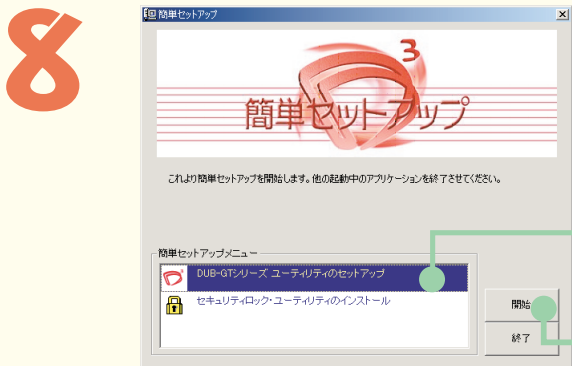 8
簡単セットアップ
3
簡単セットアップ
これより簡単セットアップを開始します。他の起動中のアプリケーションを終了させてください。
簡単セットアップメニュー
DUB-GTシリーズ ユーティリティのセットアップ
セキュリティロック・ユーティリティのインストール
開始
終了